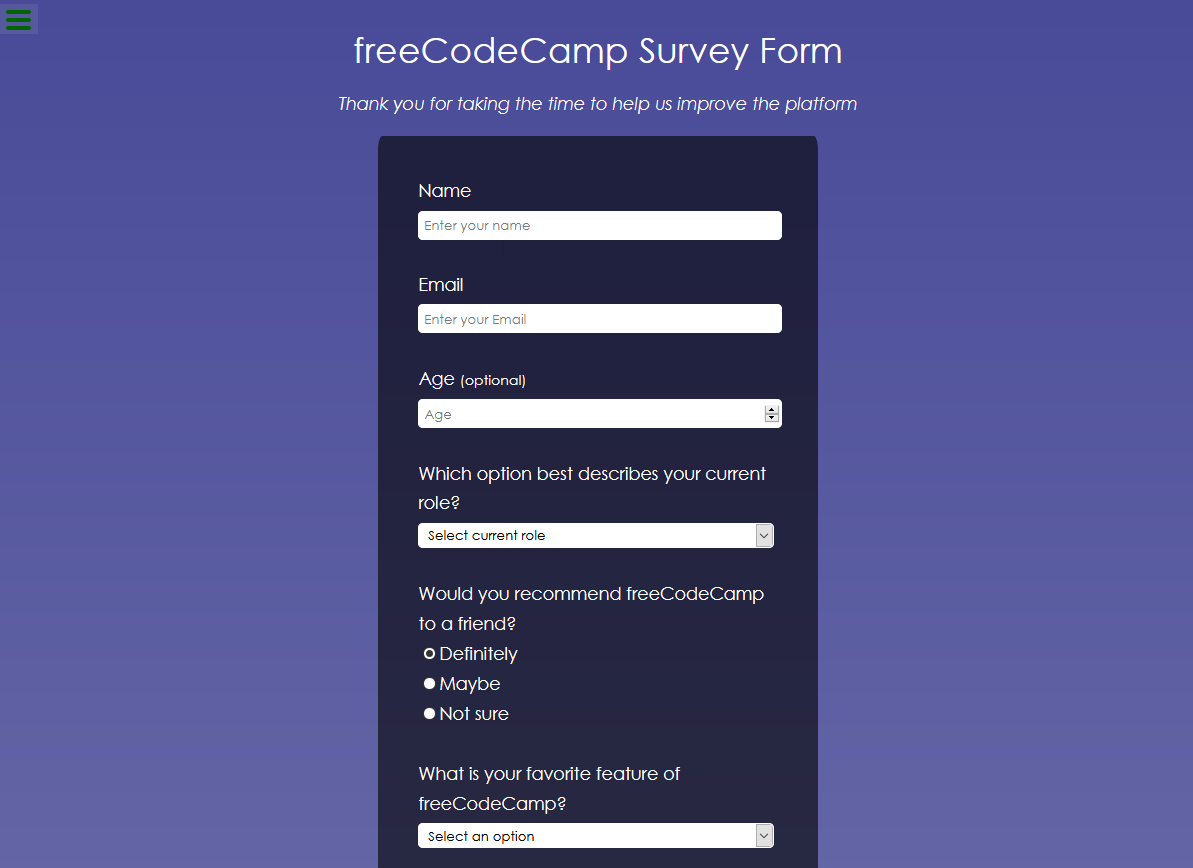 freeCodeCamp Survey Form
Thank you for taking the time to help us improve the platform
Name
Enter your name
Email
Enter your Email
Age (optional)
Age
Which option best describes your current
role?
Select current role
Would you recommend freeCodeCamp
to a friend?
Definitely
Maybe
Not sure
What is your favorite feature of
freeCodeCamp?
Select an option